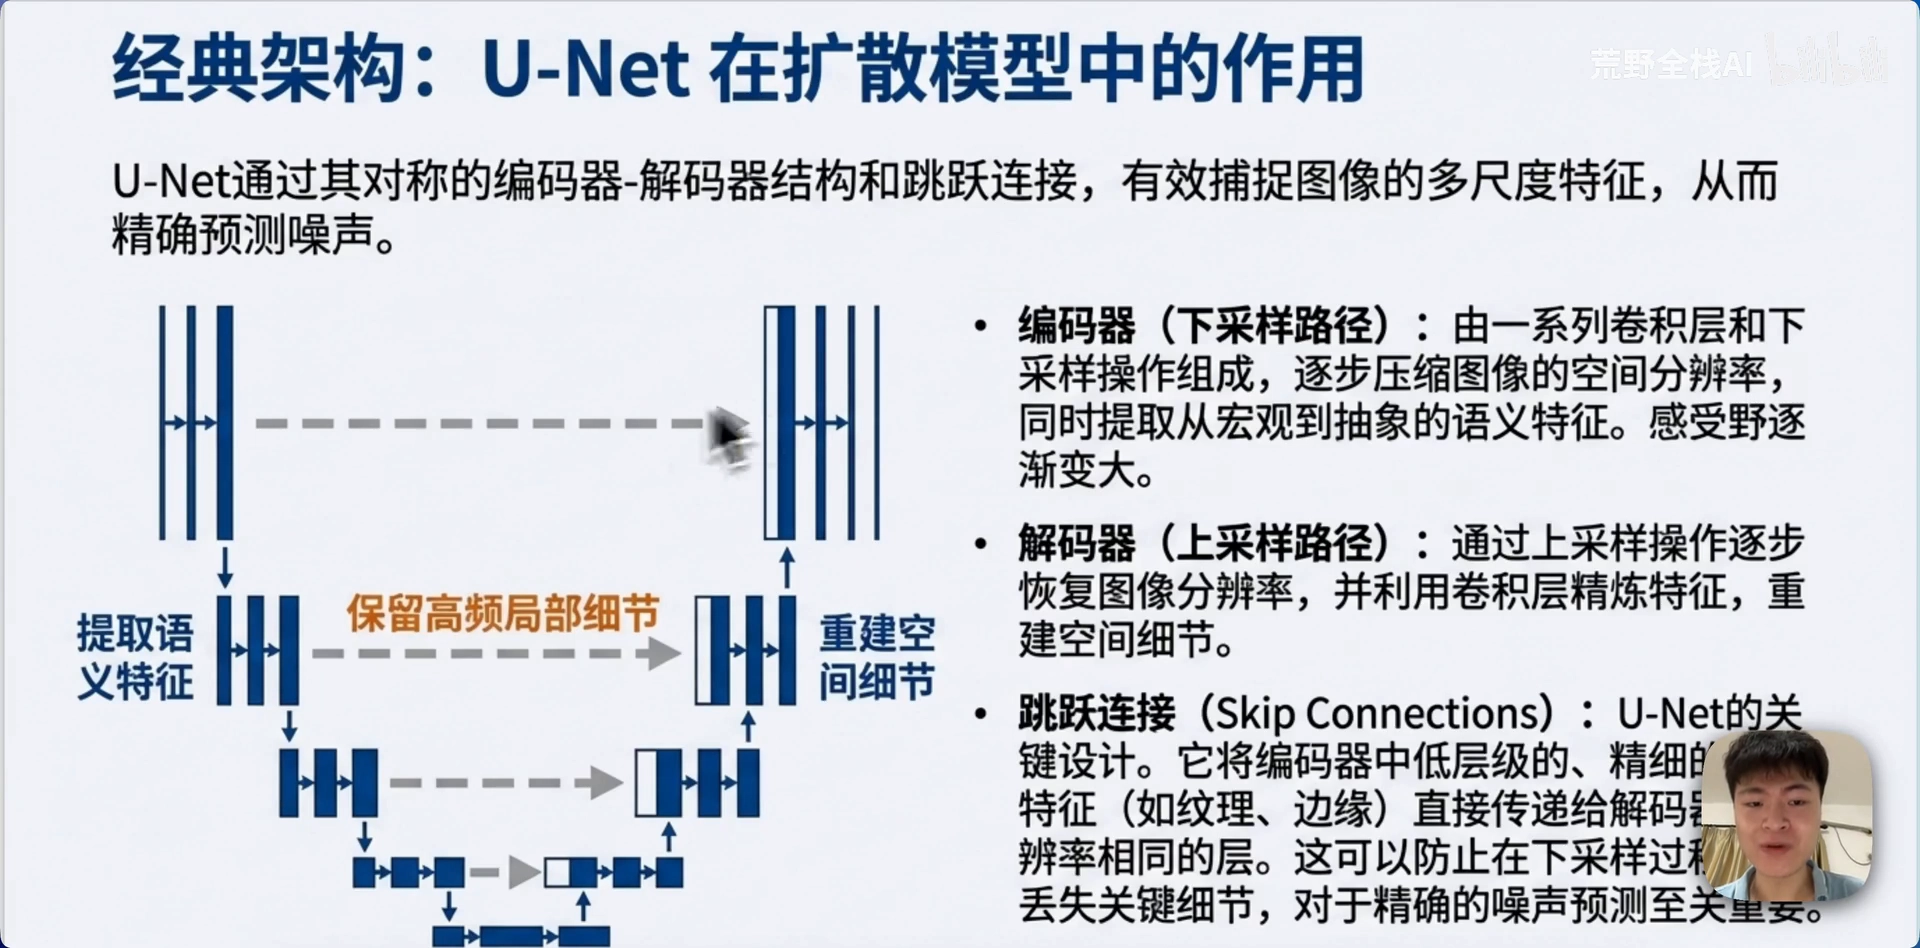 经典架构：U-Net 在扩散模型中的作用
荒野全栈AI bilibili
U-Net通过其对称的编码器-解码器结构和跳跃连接，有效捕捉图像的多尺度特征，从而
精确预测噪声。
提取语
义特征
保留高频局部细节
重建空
间细节
• 编码器（下采样路径）：由一系列卷积层和下
采样操作组成，逐步压缩图像的空间分辨率，
同时提取从宏观到抽象的语义特征。感受野逐
渐变大。
• 解码器（上采样路径）：通过上采样操作逐步
恢复图像分辨率，并利用卷积层精炼特征，重
建空间细节。
• 跳跃连接（Skip Connections）：U-Net的关
键设计。它将编码器中低层级的、精细的
特征（如纹理、边缘）直接传递给解码器
辨率相同的层。这可以防止在下采样过程
丢失关键细节，对于精确的噪声预测至关重要。